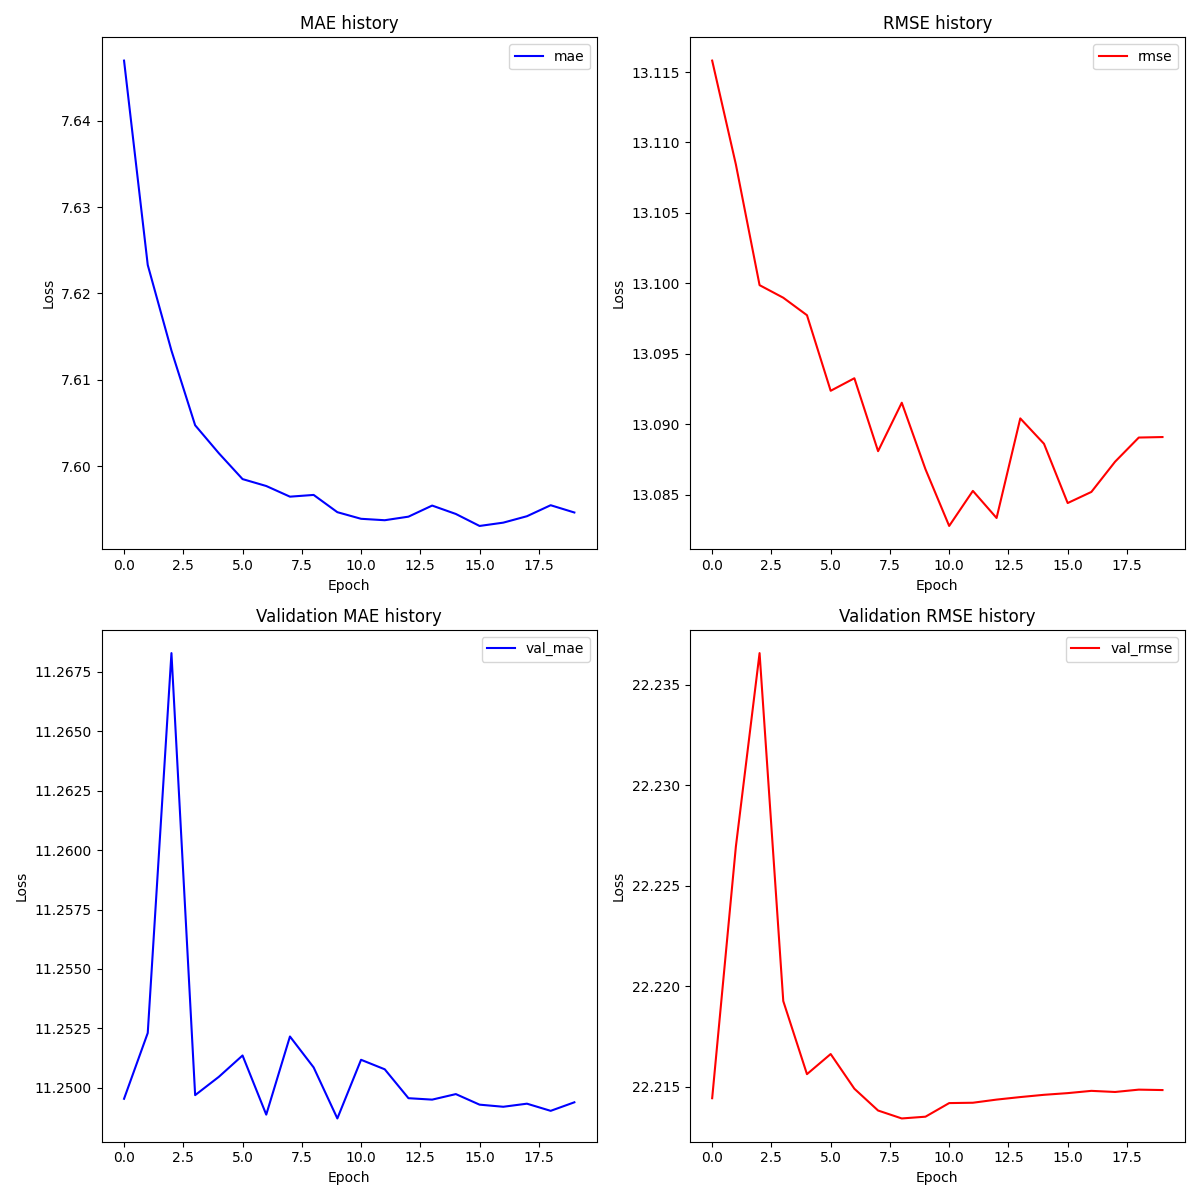 MAE history
mae
7.64
7.63
7.62
7.61
7.60
Loss
0.0 2.5 5.0 7.5 10.0 12.5 15.0 17.5
Epoch
RMSE history
rmse
13.115
13.110
13.105
13.100
13.095
13.090
13.085
Loss
0.0 2.5 5.0 7.5 10.0 12.5 15.0 17.5
Epoch
Validation MAE history
val_mae
11.2675
11.2650
11.2625
11.2600
11.2575
11.2550
11.2525
11.2500
Loss
0.0 2.5 5.0 7.5 10.0 12.5 15.0 17.5
Epoch
Validation RMSE history
val_rmse
22.235
22.230
22.225
22.220
22.215
Loss
0.0 2.5 5.0 7.5 10.0 12.5 15.0 17.5
Epoch